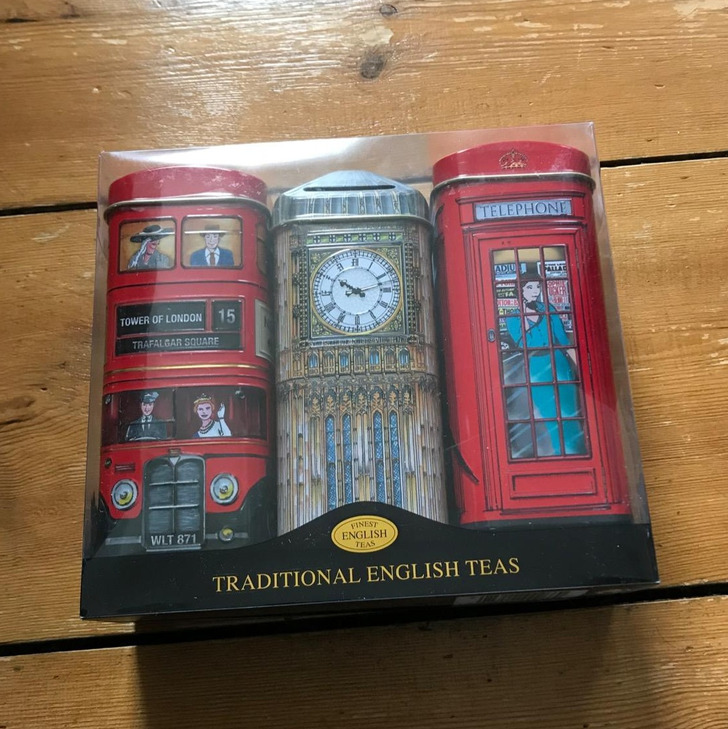 TOWER OF LONDON
15
TRAFALGAR SQUARE
WLT 871
TELEPHONE
FINEST
ENGLISH
TEAS
TRADITIONAL ENGLISH TEAS